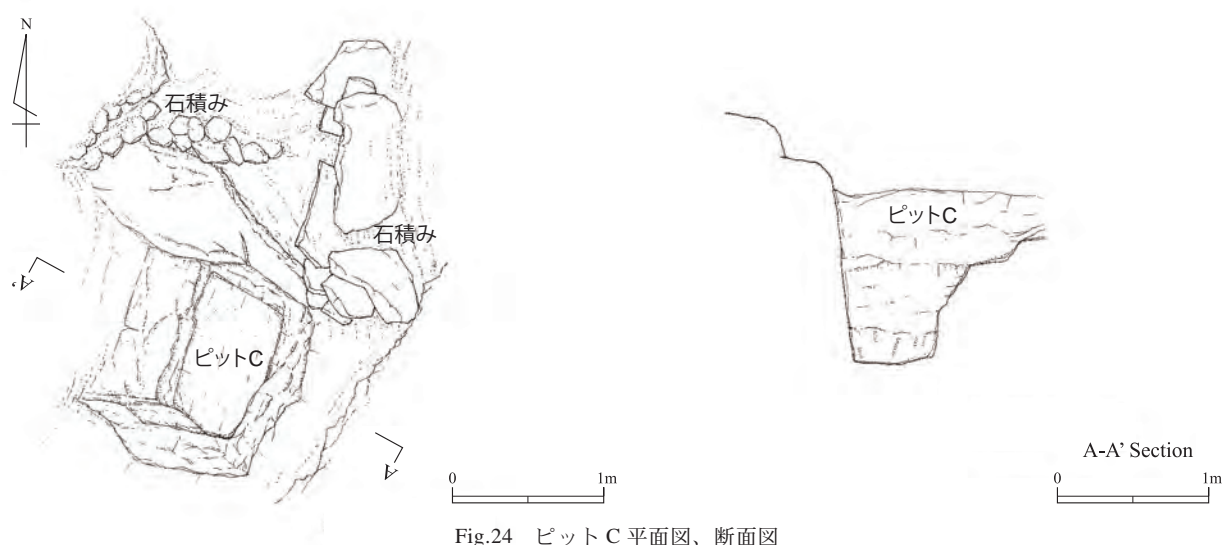 N
石積み
石積み
A'
ピットC
A
0 1m
ピットC
A-A' Section
0 1m
Fig.24 ピット C 平面図、断面図